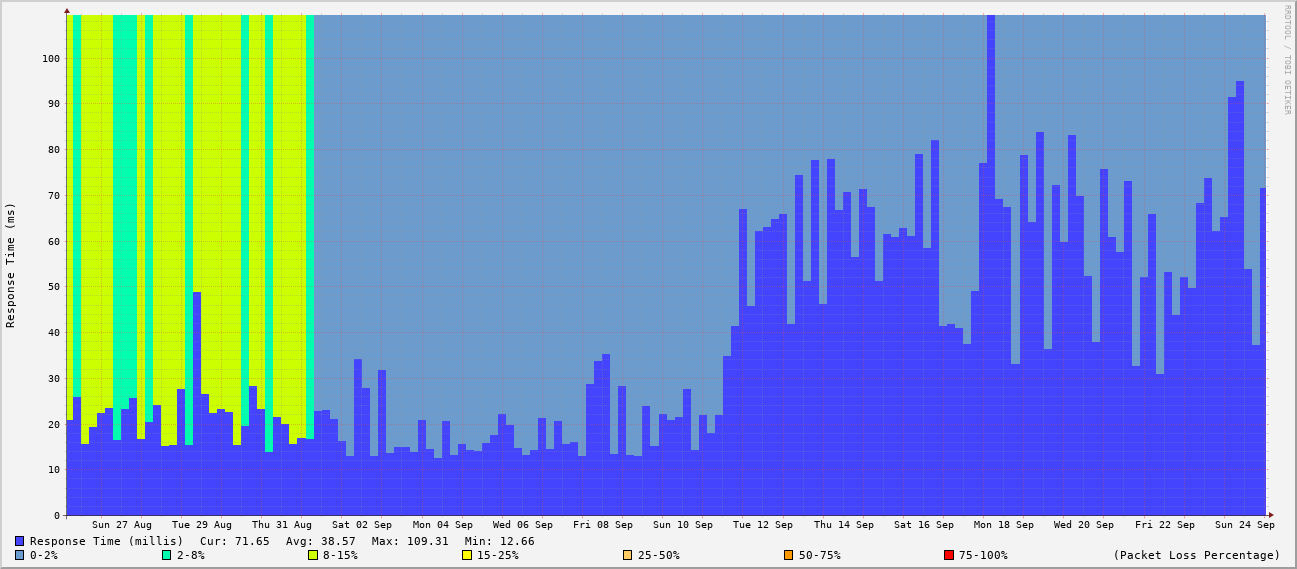 RRDTOOL / TOBI OETIKER
Response Time (ms)
100
90
80
70
60
50
40
30
20
10
0
Sun 27 Aug Tue 29 Aug Thu 31 Aug Sat 02 Sep Mon 04 Sep Wed 06 Sep Fri 08 Sep Sun 10 Sep Tue 12 Sep Thu 14 Sep Sat 16 Sep Mon 18 Sep Wed 20 Sep Fri 22 Sep Sun 24 Sep
Response Time (millis) Cur: 71.65 Avg: 38.57 Max: 109.31 Min: 12.66
0-2% 2-8% 8-15% 15-25% 25-50% 50-75% 75-100% (Packet Loss Percentage)